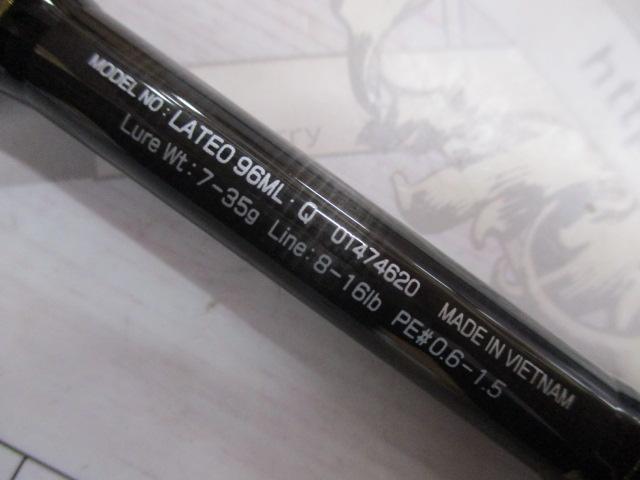 MODEL NO : LATEO 96ML · Q 01474620 MADE IN VIETNAM
Lure Wt : 7-35g Line : 8-16lb PE#0.6-1.5